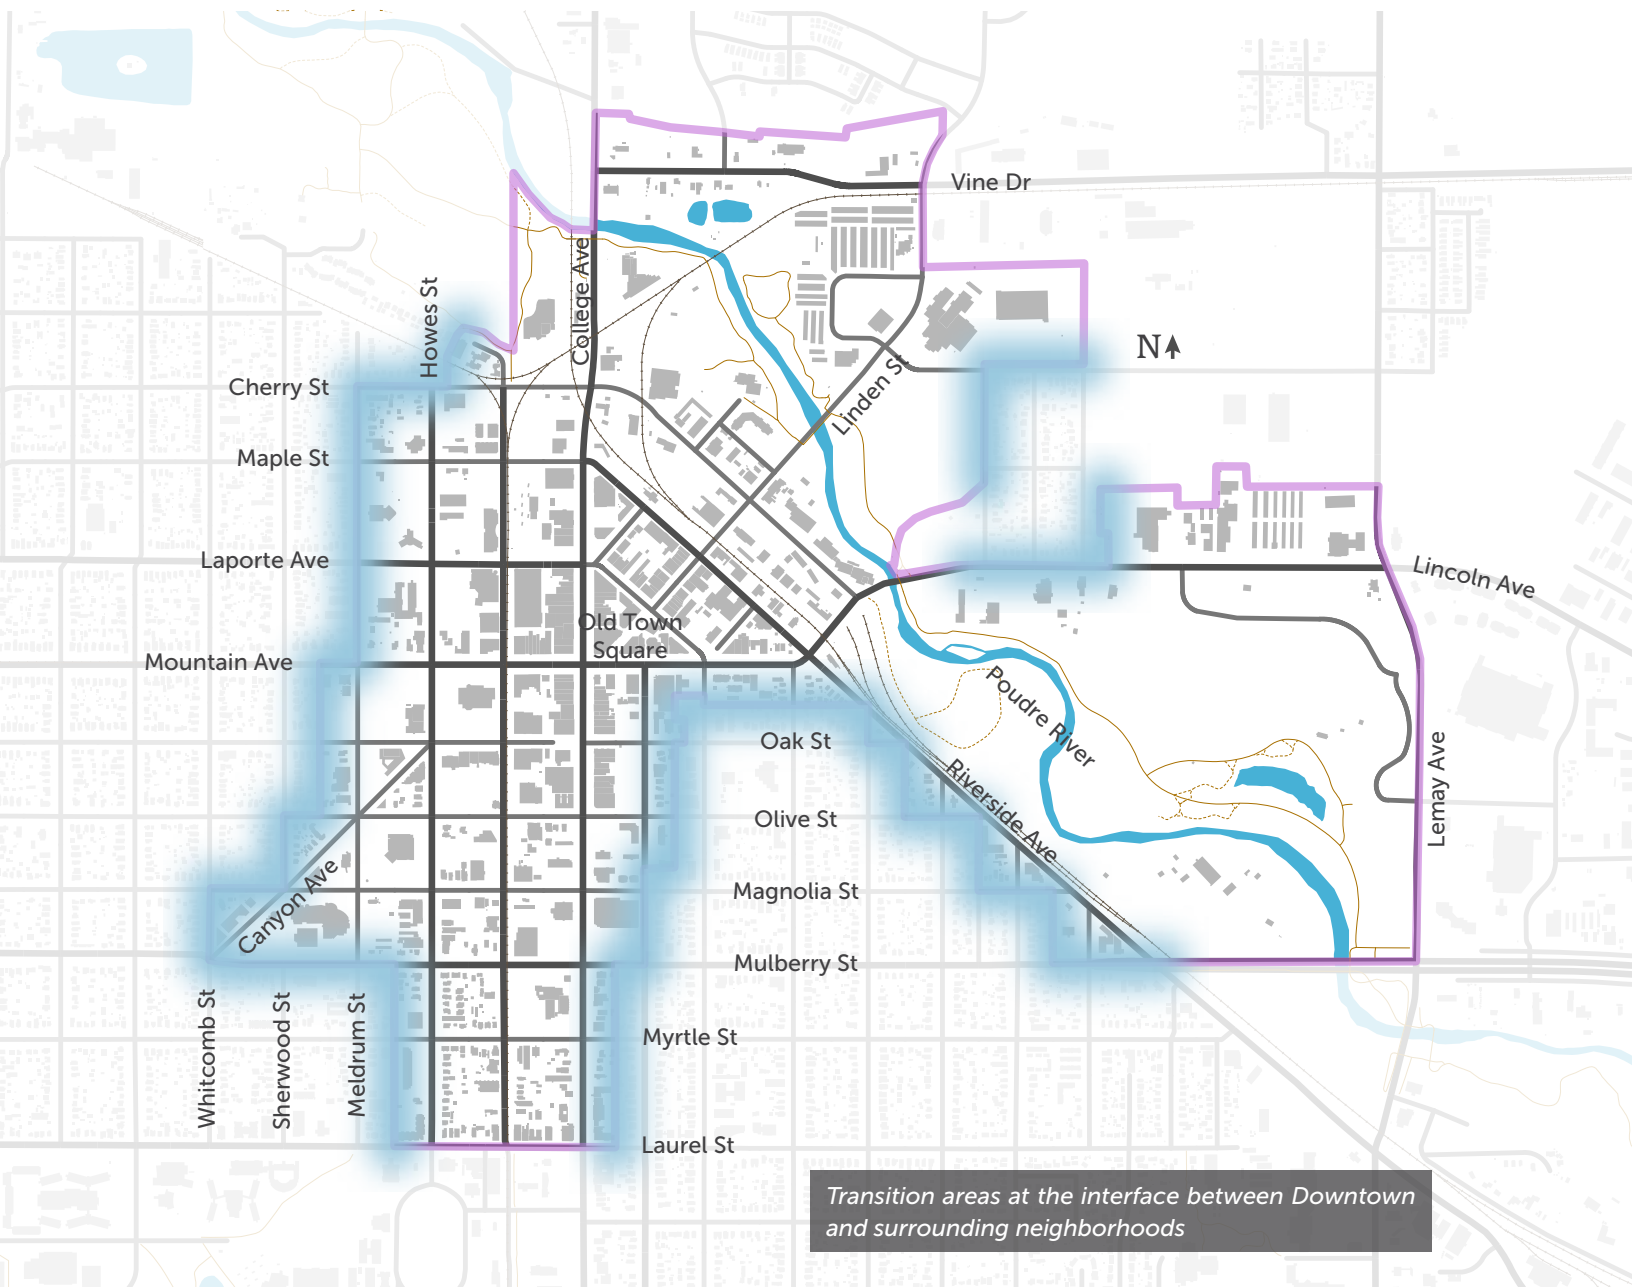 Vine Dr
College Ave
Howes St
N
Cherry St
Linden St
Maple St
Laporte Ave
Lincoln Ave
Old Town
Square
Mountain Ave
Poudre River
Oak St
Riverside Ave
Lemay Ave
Olive St
Canyon Ave
Magnolia St
Mulberry St
Whitcomb St
Sherwood St
Meldrum St
Myrtle St
Laurel St
Transition areas at the interface between Downtown
and surrounding neighborhoods